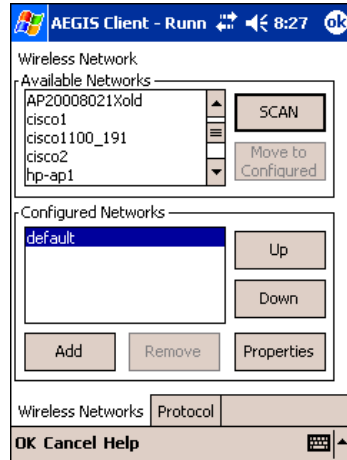 AEGIS Client - Runn 8:27 ok
Wireless Network
Available Networks
AP20008021Xold
cisco1
cisco1100_191
cisco2
hp-ap1
SCAN
Move to
Configured
Configured Networks
default
Up
Down
Add Remove Properties
Wireless Networks Protocol
OK Cancel Help